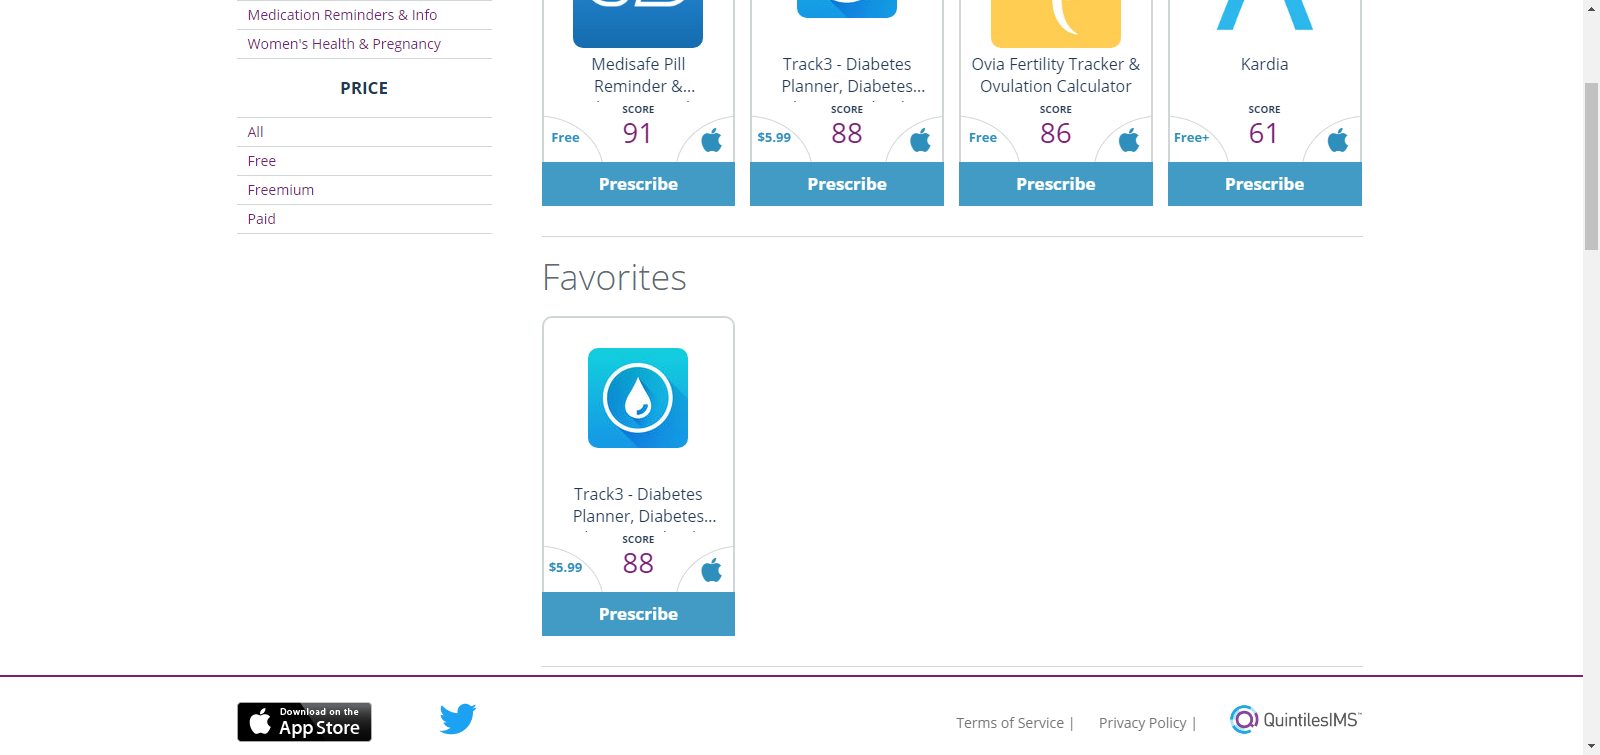 Medication Reminders & Info
Women's Health & Pregnancy
PRICE
All
Free
Freemium
Paid
Medisafe Pill
Reminder &...
SCORE
Free
91
Prescribe
Track3 - Diabetes
Planner, Diabetes...
SCORE
$5.99
88
Prescribe
Ovia Fertility Tracker &
Ovulation Calculator
SCORE
Free
86
Prescribe
Kardia
SCORE
Free+
61
Prescribe
Favorites
Track3 - Diabetes
Planner, Diabetes...
SCORE
$5.99
88
Prescribe
Download on the
App Store
Terms of Service |
Privacy Policy |
QuintilesIMS™